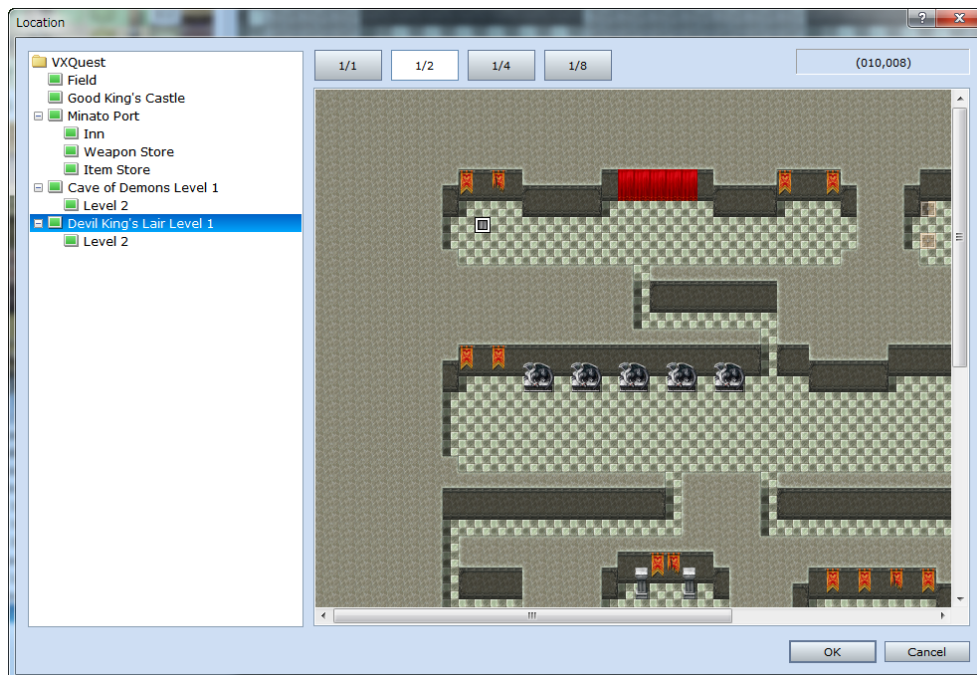 Location
VXQuest
Field
Good King's Castle
Minato Port
Inn
Weapon Store
Item Store
Cave of Demons Level 1
Level 2
Devil King's Lair Level 1
Level 2
1/1
1/2
1/4
1/8
(010,008)
OK
Cancel